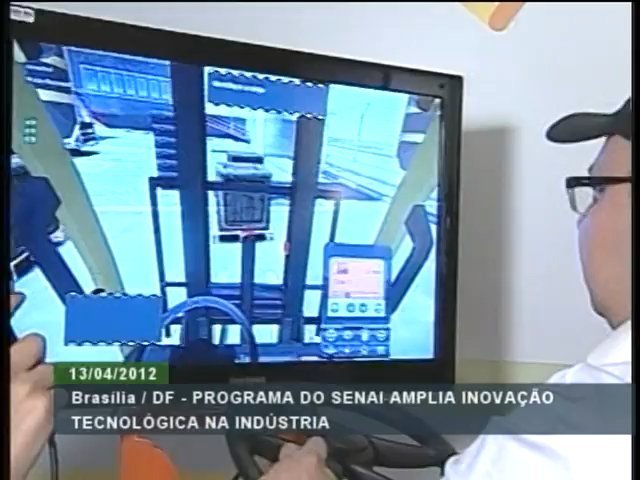 13/04/2012
Brasília / DF - PROGRAMA DO SENAI AMPLIA INOVAÇÃO
TECNOLÓGICA NA INDÚSTRIA